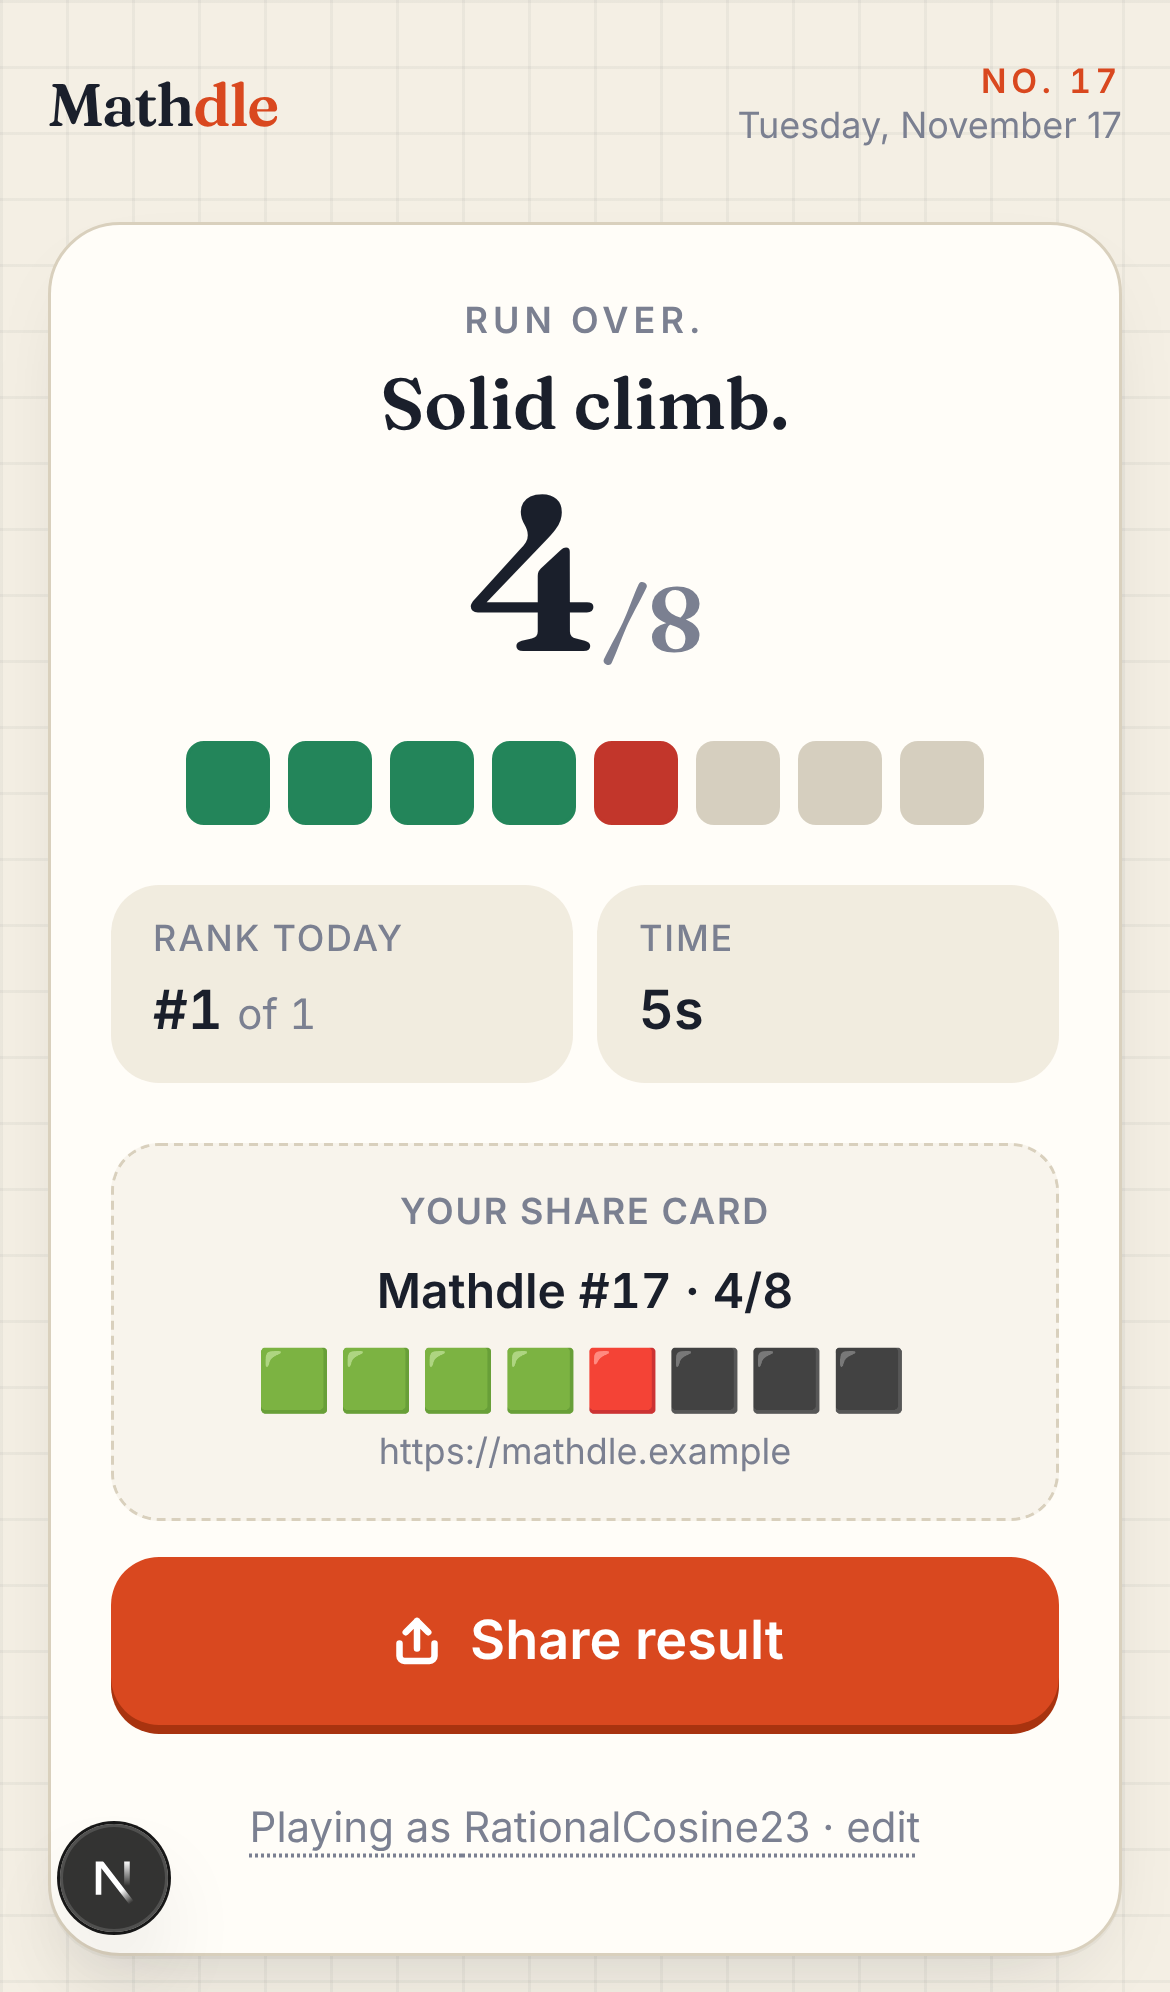 Mathdle
NO. 17
Tuesday, November 17
RUN OVER.
Solid climb.
4/8
RANK TODAY
#1 of 1
TIME
5s
YOUR SHARE CARD
Mathdle #17 · 4/8
🟩🟩🟩🟩🟥⬛⬛⬛
https://mathdle.example
Share result
Playing as RationalCosine23 · edit
N